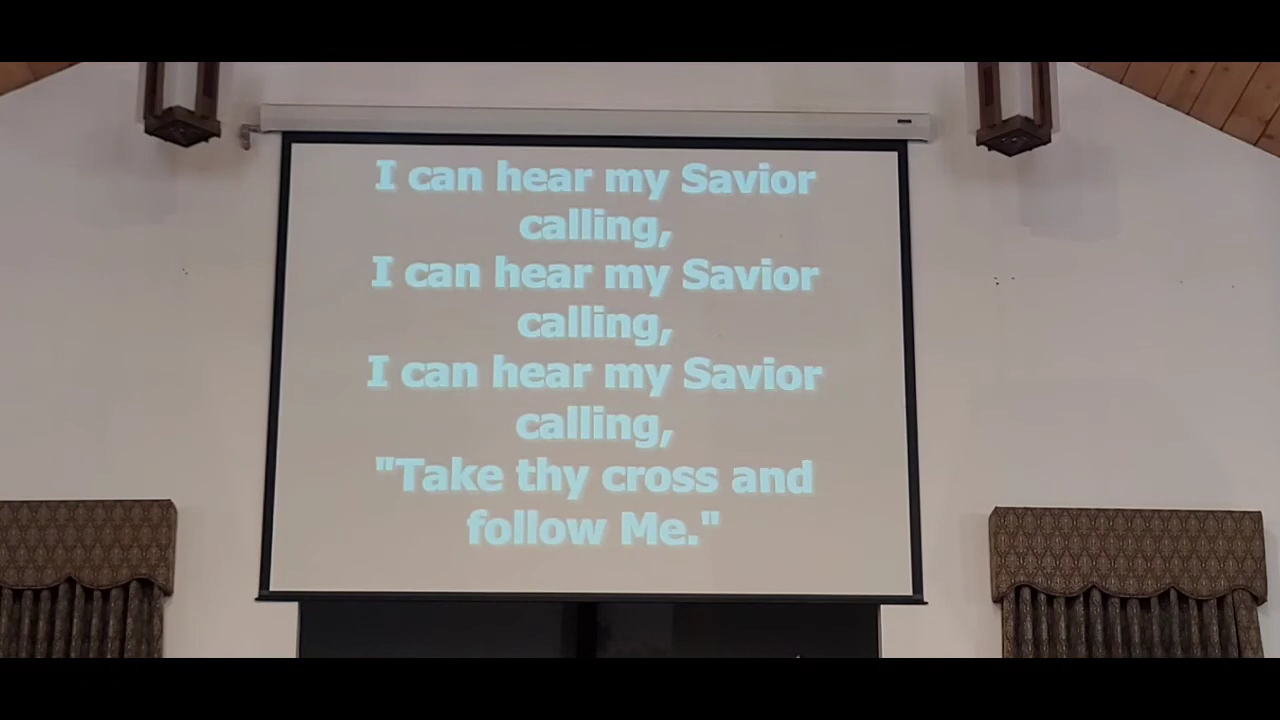 I can hear my Savior
calling,
I can hear my Savior
calling,
I can hear my Savior
calling,
"Take thy cross and
follow Me."